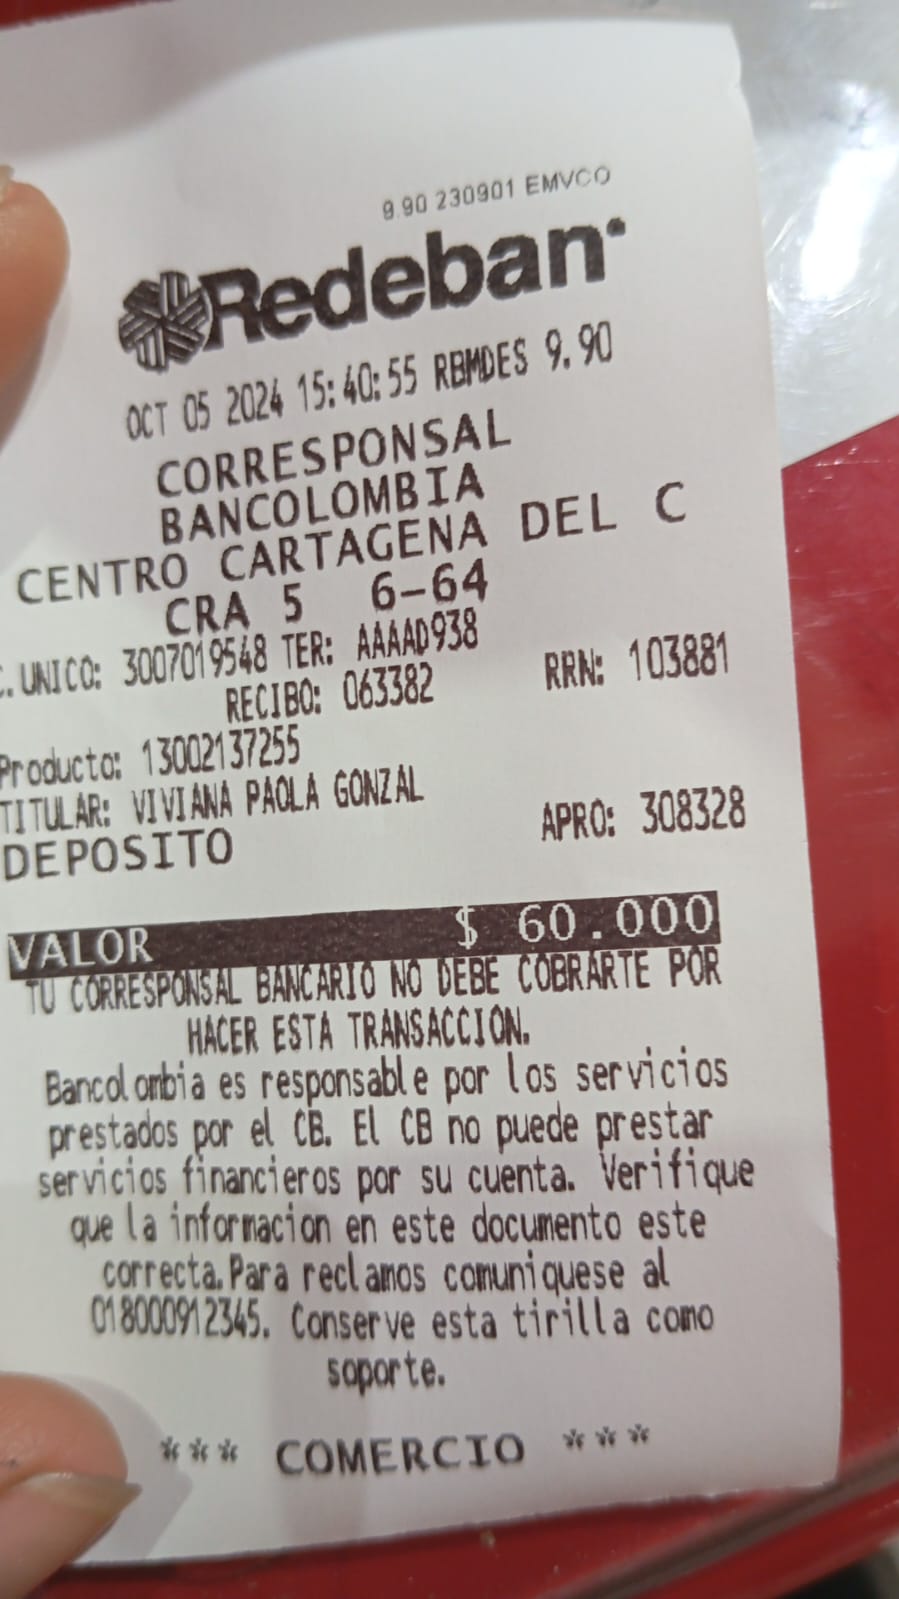 9.90 230901 EMVCO
Redeban
OCT 05 2024 15:40:55 RBMDES 9.90
CORRESPONSAL
BANCOLOMBIA
CENTRO CARTAGENA DEL C
CRA 5 6-64
C. UNICO: 3007019548 TER: AAAAD938
RECIBO: 063382 RRN: 103881
Producto: 13002137255
TITULAR: VIVIANA PAOLA GONZAL
DEPOSITO APRO: 308328
VALOR $ 60.000
TU CORRESPONSAL BANCARIO NO DEBE COBRARTE POR
HACER ESTA TRANSACCION.
Bancolombia es responsable por los servicios
prestados por el CB. El CB no puede prestar
servicios financieros por su cuenta. Verifique
que la informacion en este documento este
correcta.Para reclamos comuniquese al
018000912345. Conserve esta tirilla como
soporte.
*** COMERCIO ***